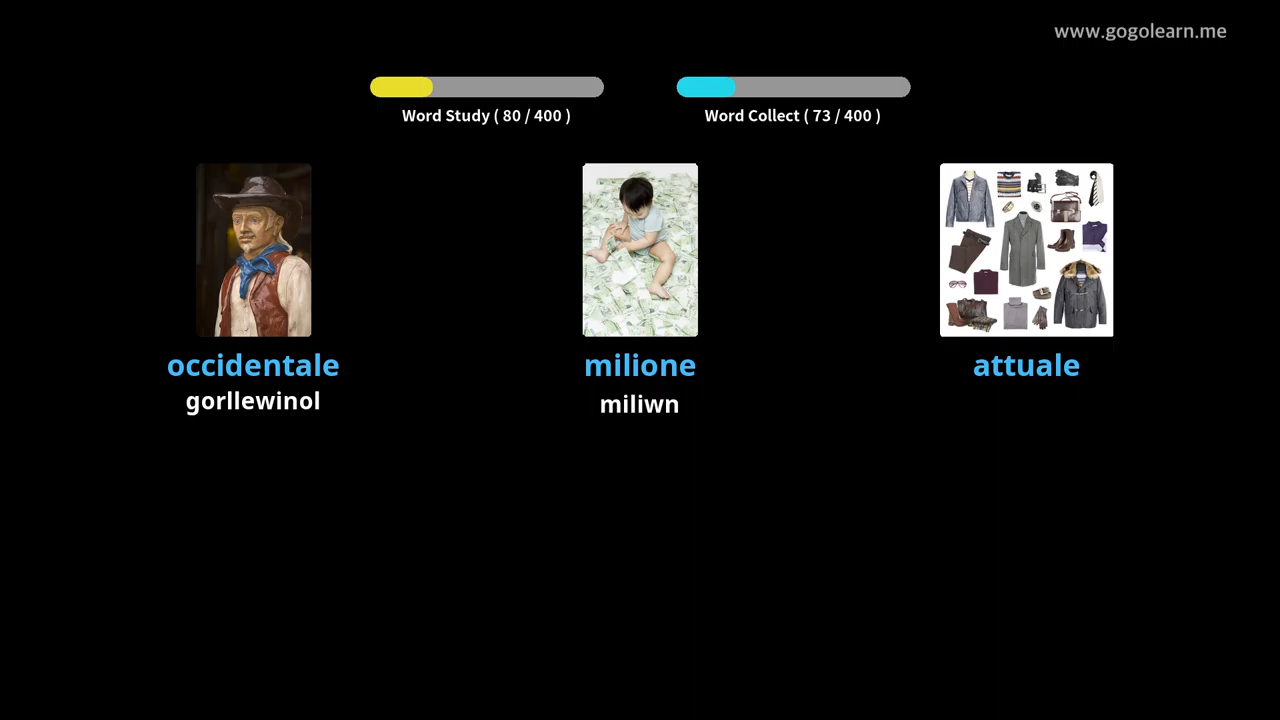 www.gogolearn.me
Word Study ( 80 / 400 )
Word Collect ( 73 / 400 )
occidentale
gorllewinol
milione
miliwn
attuale